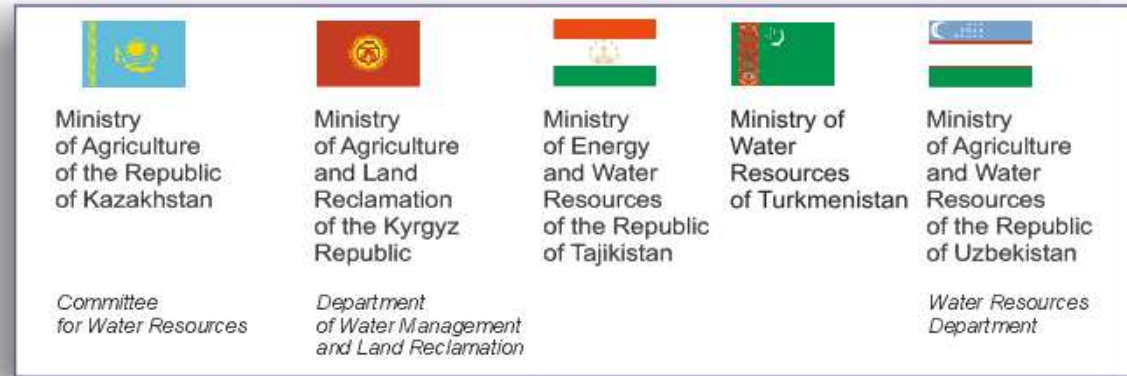 Ministry
of Agriculture
of the Republic
of Kazakhstan
Committee
for Water Resources
Ministry
of Agriculture
and Land
Reclamation
of the Kyrgyz
Republic
Department
of Water Management
and Land Reclamation
Ministry
of Energy
and Water
Resources
of the Republic
of Tajikistan
Ministry of
Water
Resources
of Turkmenistan
Ministry
of Agriculture
and Water
Resources
of the Republic
of Uzbekistan
Water Resources
Department